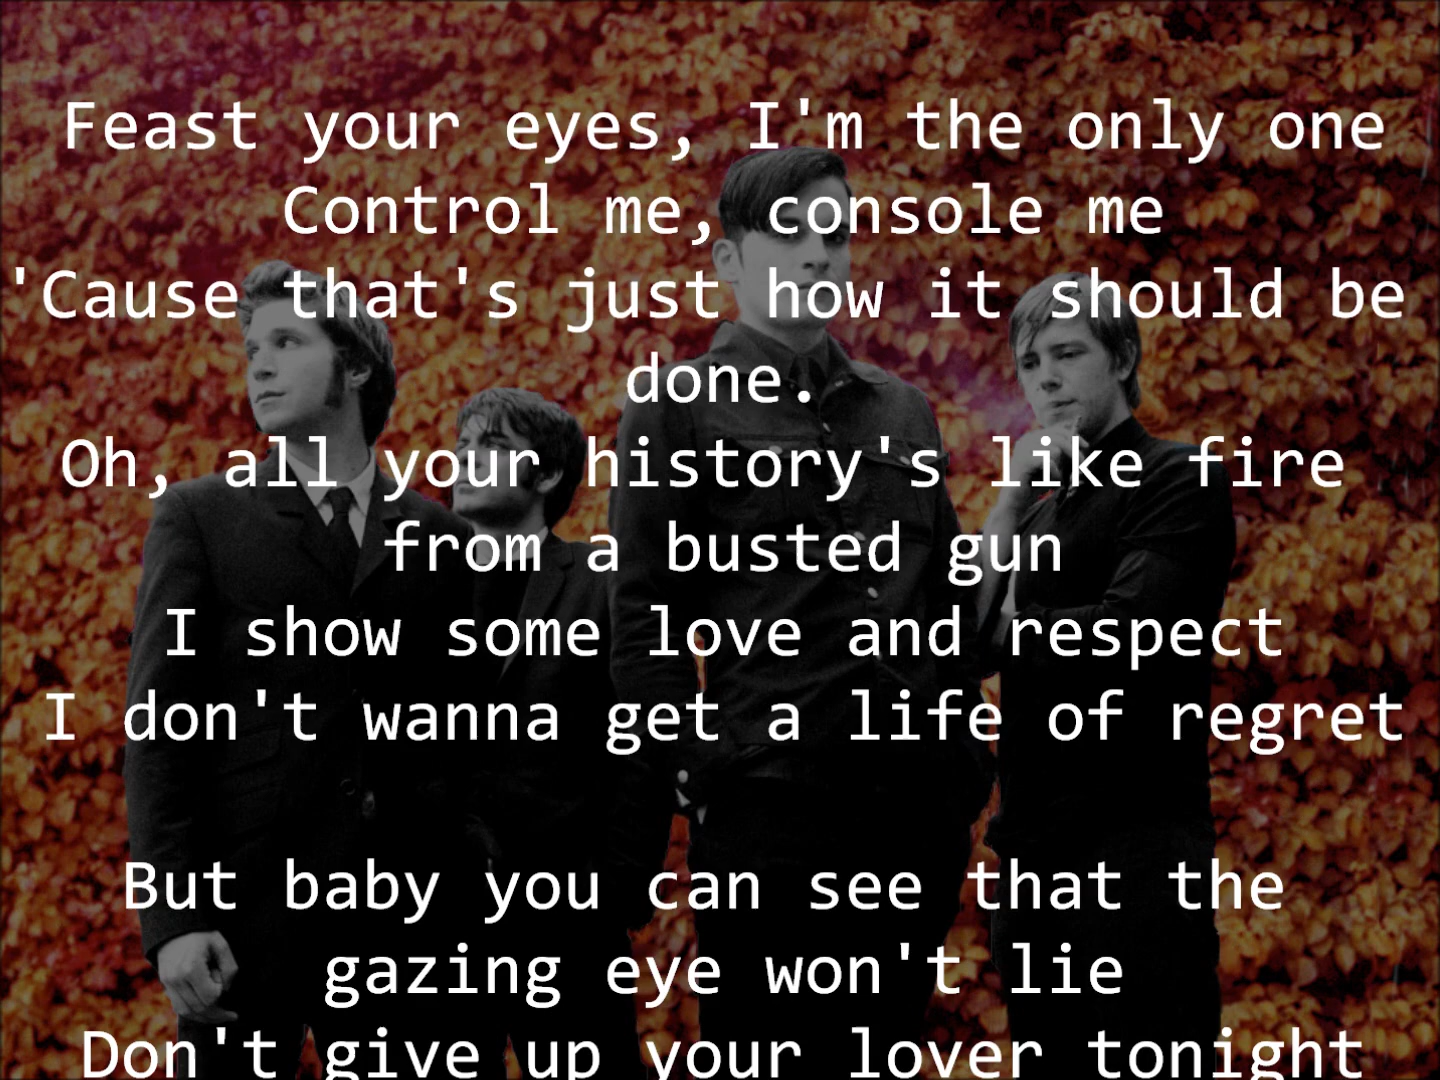 Feast your eyes, I'm the only one
Control me, console me
'Cause that's just how it should be
done.
Oh, all your history's like fire
from a busted gun
I show some love and respect
I don't wanna get a life of regret
But baby you can see that the
gazing eye won't lie
Don't give up your lover tonight